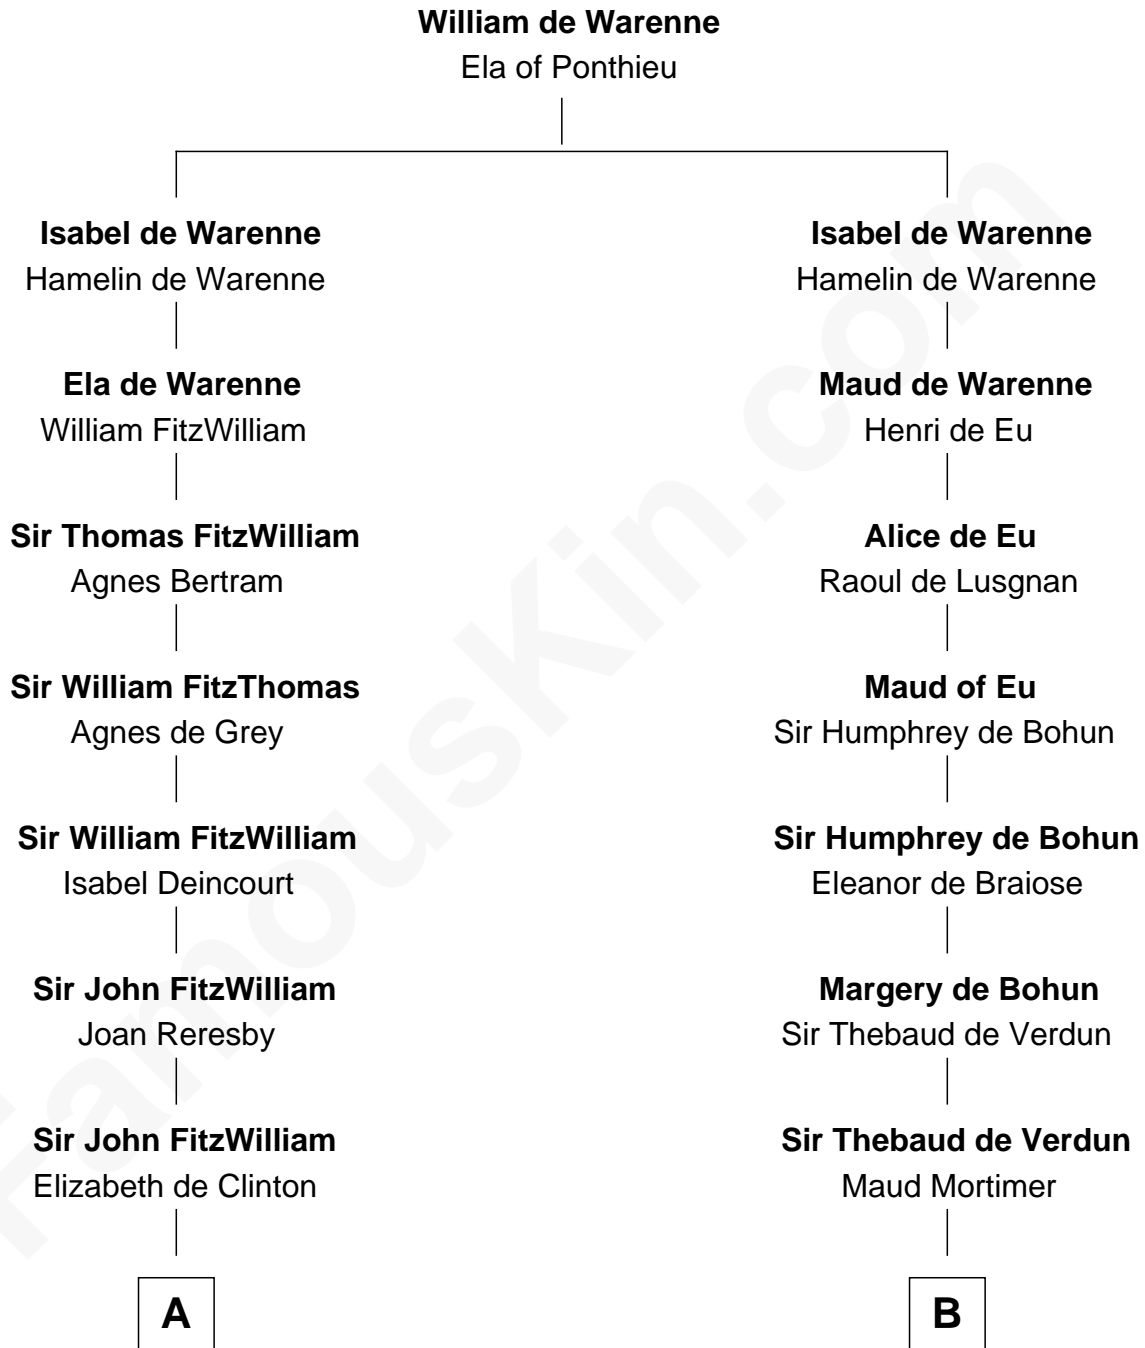 William de Warenne
Ela of Ponthieu
Isabel de Warenne
Hamelin de Warenne
Ela de Warenne
William FitzWilliam
Sir Thomas FitzWilliam
Agnes Bertram
Sir William FitzThomas
Agnes de Grey
Sir William FitzWilliam
Isabel Deincourt
Sir John FitzWilliam
Joan Reresby
Sir John FitzWilliam
Elizabeth de Clinton
A
Isabel de Warenne
Hamelin de Warenne
Maud de Warenne
Henri de Eu
Alice de Eu
Raoul de Lusgnan
Maud of Eu
Sir Humphrey de Bohun
Sir Humphrey de Bohun
Eleanor de Braiose
Margery de Bohun
Sir Thebaud de Verdun
Sir Thebaud de Verdun
Maud Mortimer
B
FamousKin.com